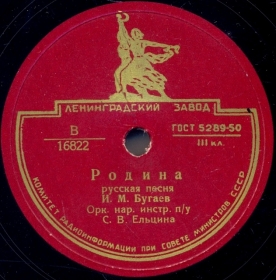 ЛЕНИНГРАДСКИЙ ЗАВОД
В
16822
ГОСТ 5289-50
III кл.
Родина
русская песня
И. М. Бугаев
Орк. нар. инстр. п/у
С. В. Ельцина
КОМИТЕТ РАДИОИНФОРМАЦИИ ПРИ СОВЕТЕ МИНИСТРОВ СССР